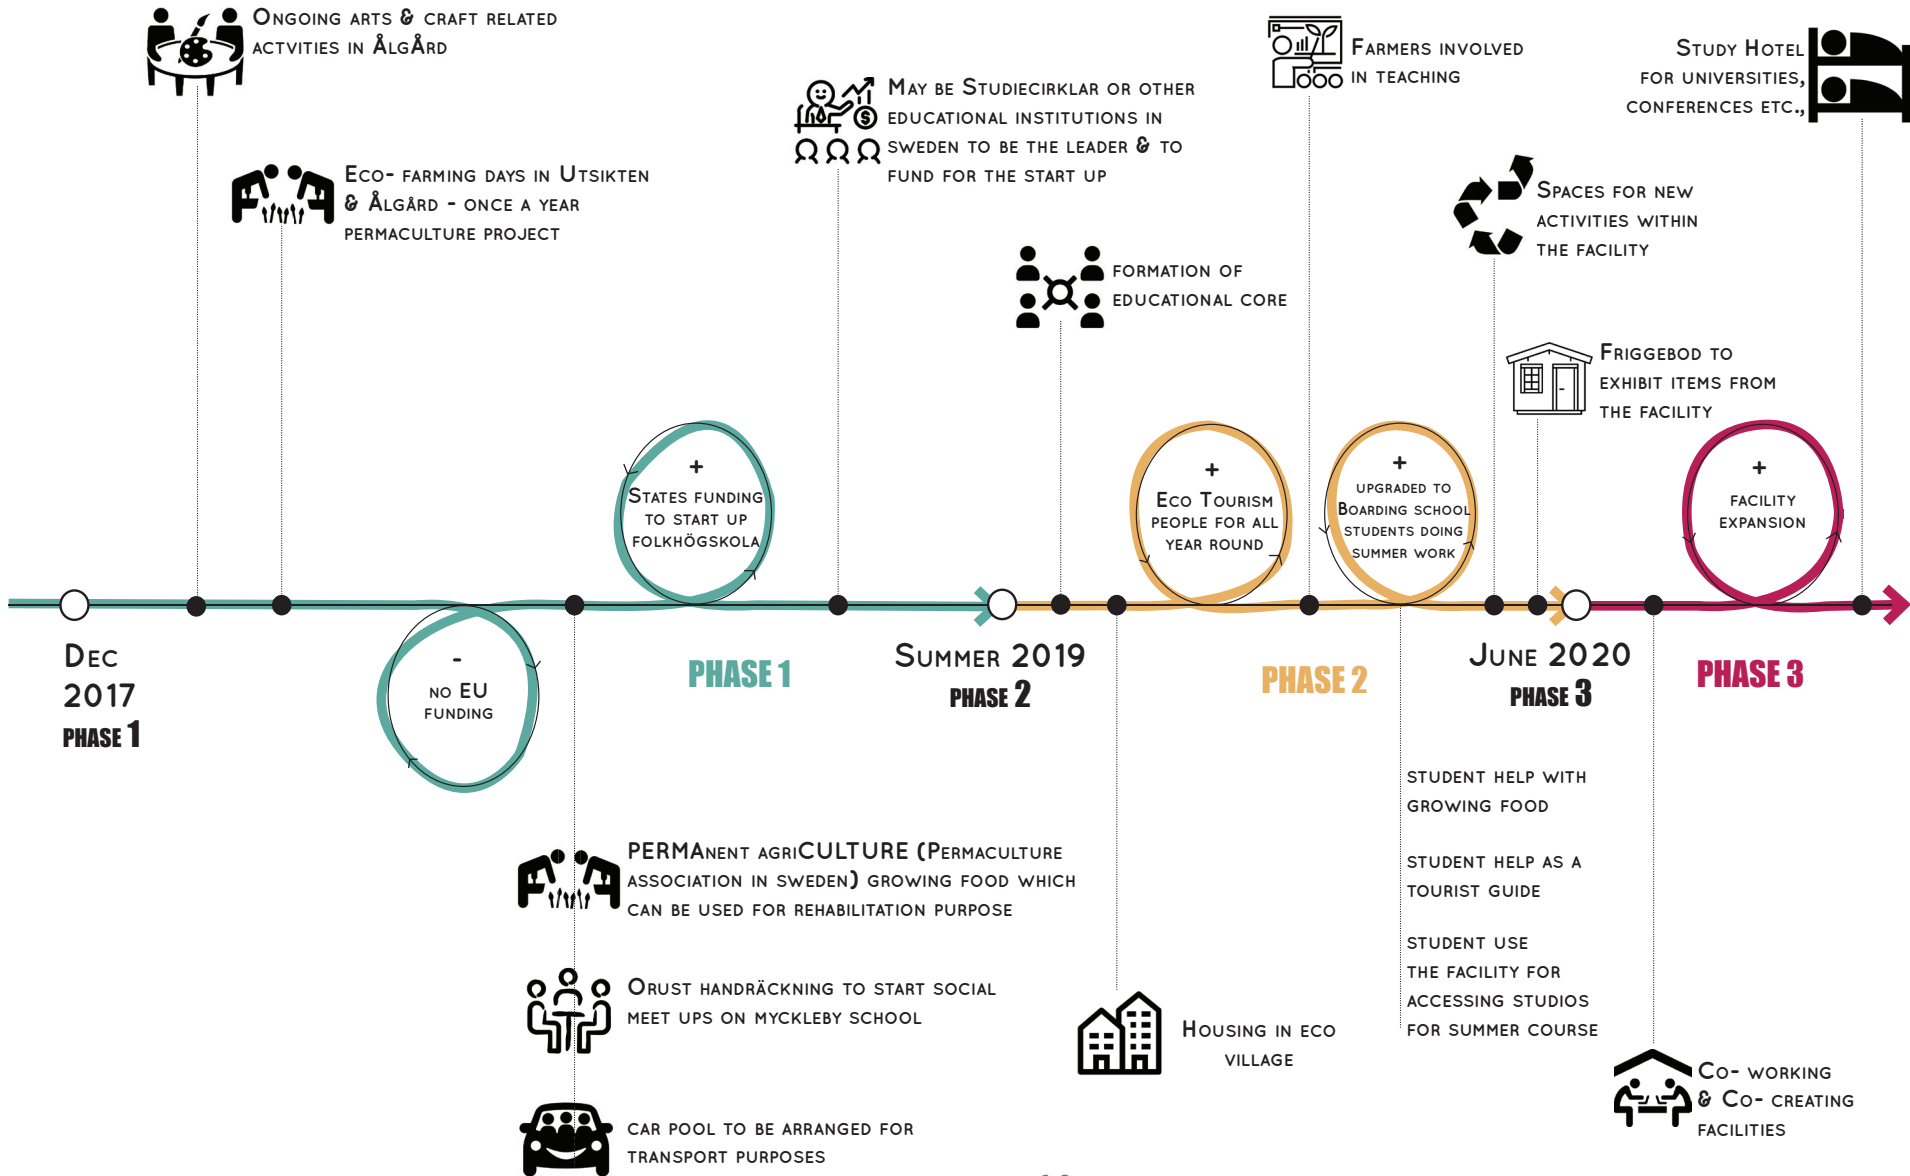 Ongoing arts & craft related
actvities in ÅlgÅrd
Eco- farming days in Utsikten
& Ålgård - once a year
permaculture project
May be Studiecirklar or other
educational institutions in
sweden to be the leader & to
fund for the start up
formation of
educational core
Farmers involved
in teaching
Study Hotel
for universities,
conferences etc.,
Spaces for new
activities within
the facility
Friggebod to
exhibit items from
the facility
+
States funding
to start up
folkhögskola
+
Eco Tourism
people for all
year round
+
upgraded to
Boarding school
students doing
summer work
+
facility
expansion
-
no EU
funding
Dec
2017
PHASE 1
PHASE 1
Summer 2019
PHASE 2
PHASE 2
June 2020
PHASE 3
PHASE 3
PERMAnent agriCULTURE (Permaculture
association in sweden) growing food which
can be used for rehabilitation purpose
Orust handräckning to start social
meet ups on myckleby school
car pool to be arranged for
transport purposes
Housing in eco
village
student help with
growing food
student help as a
tourist guide
student use
the facility for
accessing studios
for summer course
Co- working
& Co- creating
facilities